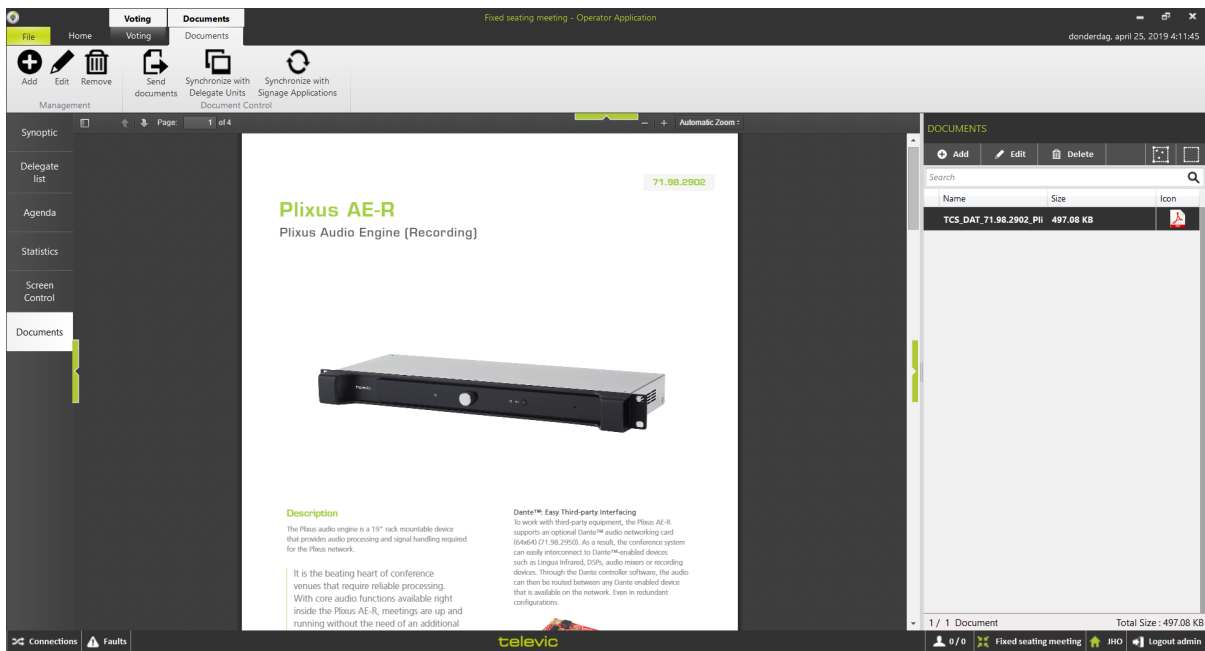 Voting Documents
Fixed seating meeting - Operator Application
File Home Voting Documents
donderdag, april 25, 2019 4:11:45
Add Edit Remove
Send documents
Synchronize with Delegate Units
Synchronize with Signage Applications
Management
Document Control
Synoptic
Delegate list
Agenda
Statistics
Screen Control
Documents
Page: 1 of 4
Automatic Zoom
71.98.2902
Plixus AE-R
Plixus Audio Engine (Recording)
televic
Description
The Plixus audio engine is a 19" rack mountable device
that provides audio processing and signal handling required
for the Plixus network.
It is the beating heart of conference
venues that require reliable processing.
With core audio functions available right
inside the Plixus AE-R, meetings are up and
running without the need of an additional
Dante™: Easy Third-party Interfacing
To work with third-party equipment, the Plixus AE-R
supports an optional Dante™ audio networking card
(64x64) (71.98.2950). As a result, the conference system
can easily interconnect to Dante™-enabled devices
such as Lingua Infrared, DSPs, audio mixers or recording
devices. Through the Dante controller software, the audio
can then be routed between any Dante enabled device
that is available on the network. Even in redundant
configurations.
DOCUMENTS
Add Edit Delete
Search
Name Size Icon
TCS_DAT_71.98.2902_Pli 497.08 KB
1 / 1 Document Total Size : 497.08 KB
Connections Faults
televic
0 / 0 Fixed seating meeting JHO Logout admin